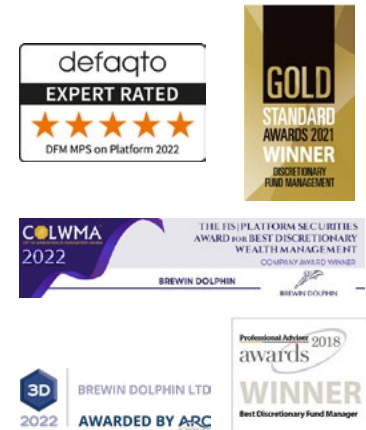 defaqto
EXPERT RATED
DFM MPS on Platform 2022
GOLD
STANDARD
AWARDS 2021
WINNER
DISCRETIONARY
FUND MANAGEMENT
COLWMA
2022
THE FIS|PLATFORM SECURITIES
AWARD FOR BEST DISCRETIONARY
WEALTH MANAGEMENT
COMPANY AWARD WINNER
BREWIN DOLPHIN
BREWIN DOLPHIN
3D
2022
BREWIN DOLPHIN LTD
AWARDED BY ARC
Professional Adviser 2018
awards
WINNER
Best Discretionary Fund Manager